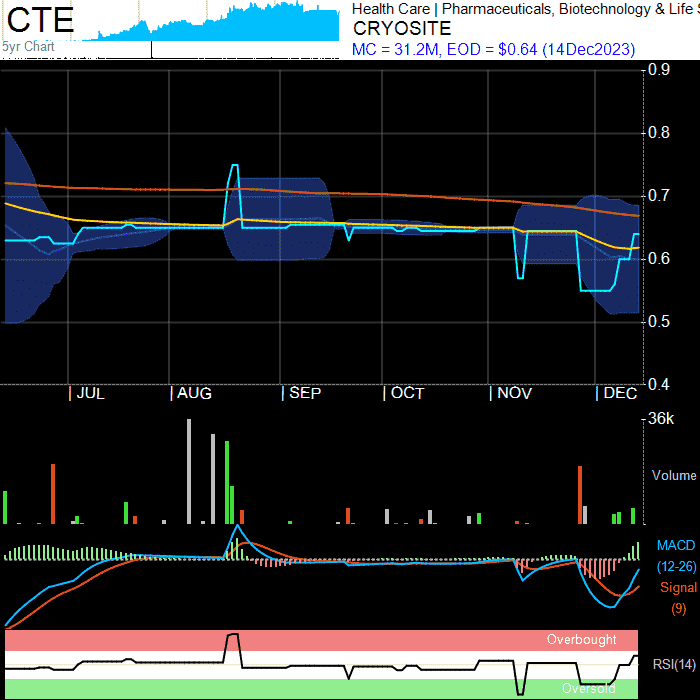 CTE
Health Care | Pharmaceuticals, Biotechnology & Life S
CRYOSITE
5yr Chart
MC = 31.2M, EOD = $0.64 (14Dec2023)
0.9
0.8
0.7
0.6
0.5
0.4
| JUL | AUG | SEP | OCT | NOV | DEC
36k
Volume
MACD
(12-26)
Signal
(9)
Overbought
RSI(14)
Oversold